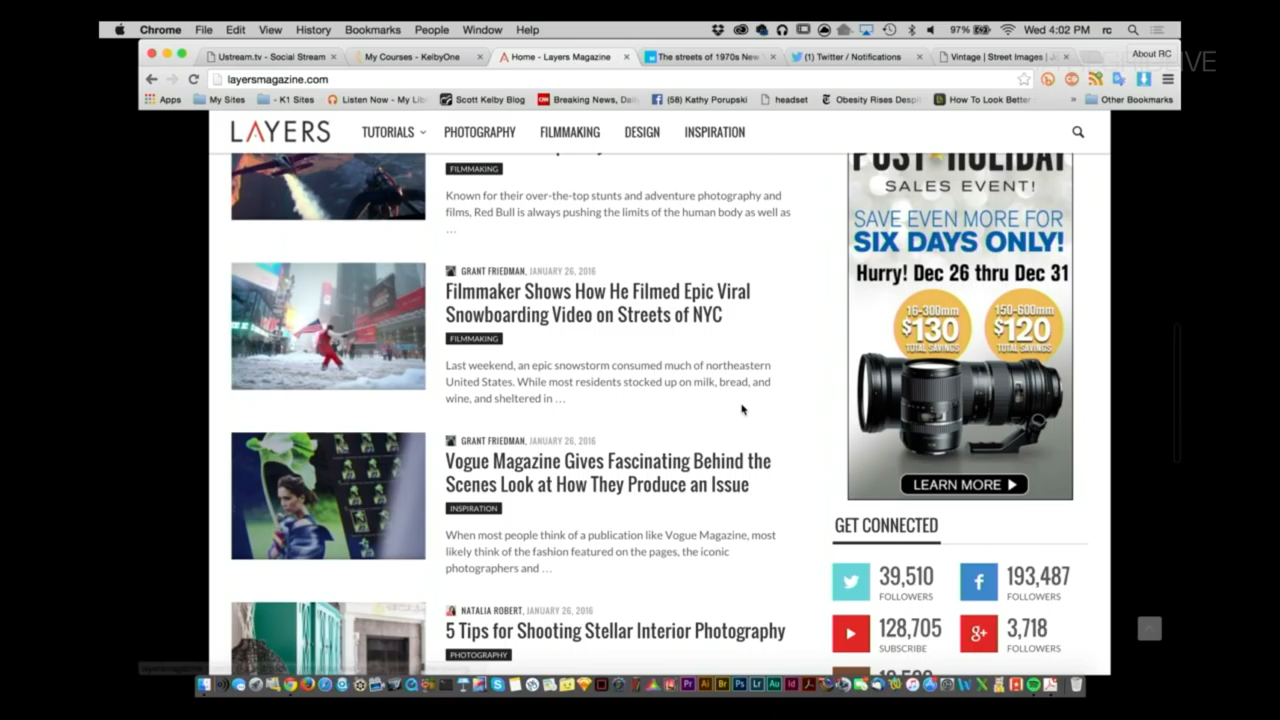 Chrome File Edit View History Bookmarks People Window Help
97% Wed 4:02 PM rc
Ustream.tv - Social Stream
My Courses - KelbyOne
Home - Layers Magazine
The streets of 1970s New
(1) Twitter / Notifications
Vintage | Street Images |
About RC
layersmagazine.com
Apps My Sites - K1 Sites Listen Now - My Lib Scott Kelby Blog Breaking News, Dail (58) Kathy Porupski headset Obesity Rises Despi How To Look Better » Other Bookmarks
LAYERS
TUTORIALS PHOTOGRAPHY FILMMAKING DESIGN INSPIRATION
FILMMAKING
Known for their over-the-top stunts and adventure photography and
films, Red Bull is always pushing the limits of the human body as well as
...
GRANT FRIEDMAN, JANUARY 26, 2016
Filmmaker Shows How He Filmed Epic Viral
Snowboarding Video on Streets of NYC
FILMMAKING
Last weekend, an epic snowstorm consumed much of northeastern
United States. While most residents stocked up on milk, bread, and
wine, and sheltered in ...
GRANT FRIEDMAN, JANUARY 26, 2016
Vogue Magazine Gives Fascinating Behind the
Scenes Look at How They Produce an Issue
INSPIRATION
When most people think of a publication like Vogue Magazine, most
likely think of the fashion featured on the pages, the iconic
photographers and ...
NATALIA ROBERT, JANUARY 26, 2016
5 Tips for Shooting Stellar Interior Photography
PHOTOGRAPHY
POST HOLIDAY
SALES EVENT!
SAVE EVEN MORE FOR
SIX DAYS ONLY!
Hurry! Dec 26 thru Dec 31
16-300mm
$130
TOTAL SAVINGS
150-600mm
$120
TOTAL SAVINGS
LEARN MORE
GET CONNECTED
39,510
FOLLOWERS
193,487
FOLLOWERS
128,705
SUBSCRIBE
3,718
FOLLOWERS